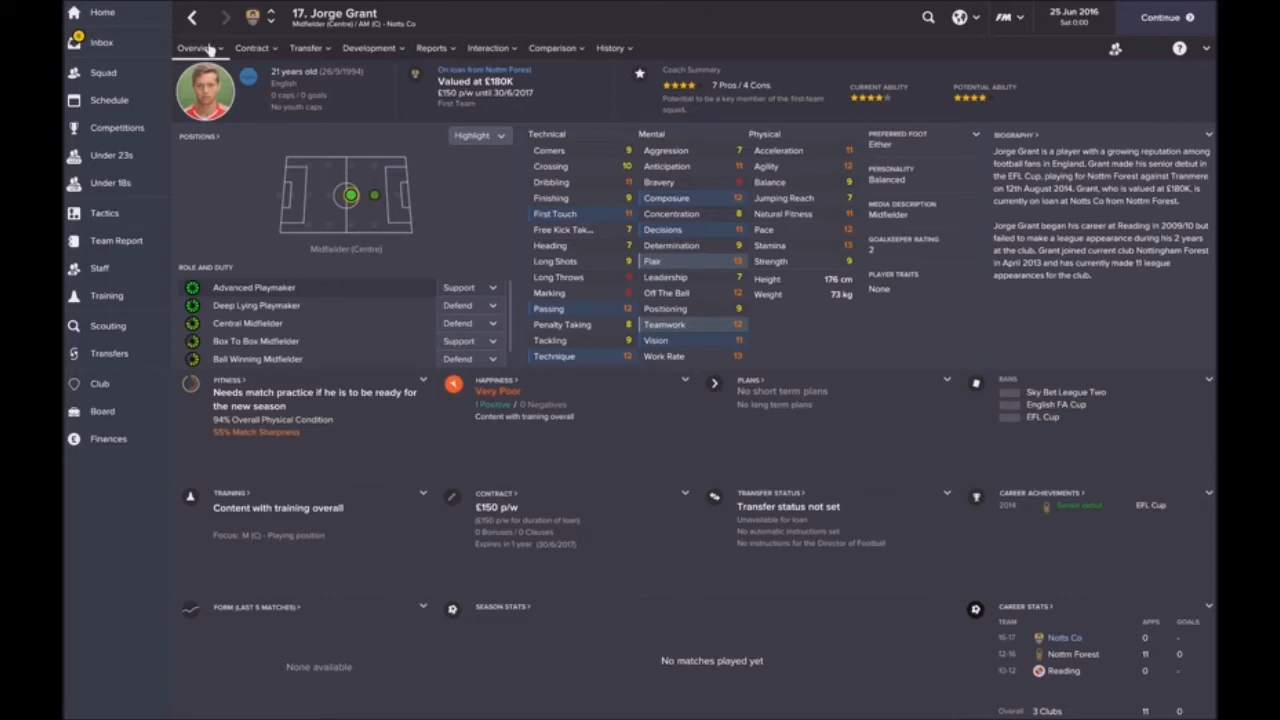 Home
17. Jorge Grant
Midfielder (Centre) / AM (C) - Notts Co
FM
25 Jun 2016
Sat 0:00
Continue
Inbox
Overview
Contract
Transfer
Development
Reports
Interaction
Comparison
History
Squad
Schedule
Competitions
Under 23s
Under 18s
Tactics
Team Report
Staff
Training
Scouting
Transfers
Club
Board
Finances
21 years old (26/9/1994)
English
0 caps / 0 goals
No youth caps
On loan from Nottm Forest
Valued at £180K
£150 p/w until 30/6/2017
First Team
Coach Summary
7 Pros / 4 Cons
Potential to be a key member of the first-team
squad.
CURRENT ABILITY
POTENTIAL ABILITY
POSITIONS >
Highlight
Midfielder (Centre)
ROLE AND DUTY
Advanced Playmaker Support
Deep Lying Playmaker Defend
Central Midfielder Defend
Box To Box Midfielder Support
Ball Winning Midfielder Defend
Technical
Corners 9
Crossing 10
Dribbling 11
Finishing 9
First Touch 11
Free Kick Tak... 7
Heading 7
Long Shots 9
Long Throws
Marking
Passing 12
Penalty Taking 8
Tackling 9
Technique 12
Mental
Aggression 7
Anticipation 11
Bravery
Composure 12
Concentration 8
Decisions 11
Determination 9
Flair 13
Leadership 7
Off The Ball 12
Positioning 9
Teamwork 12
Vision 11
Work Rate 13
Physical
Acceleration 11
Agility 12
Balance 9
Jumping Reach 7
Natural Fitness 11
Pace 12
Stamina 13
Strength 9
Height 176 cm
Weight 73 kg
PREFERRED FOOT
Either
PERSONALITY
Balanced
MEDIA DESCRIPTION
Midfielder
GOALKEEPER RATING
2
PLAYER TRAITS
None
BIOGRAPHY >
Jorge Grant is a player with a growing reputation among
football fans in England. Grant made his senior debut in
the EFL Cup, playing for Nottm Forest against Tranmere
on 12th August 2014. Grant, who is valued at £180K, is
currently on loan at Notts Co from Nottm Forest.
Jorge Grant began his career at Reading in 2009/10 but
failed to make a league appearance during his 2 years
at the club. Grant joined current club Nottingham Forest
in April 2013 and has currently made 11 league
appearances for the club.
FITNESS >
Needs match practice if he is to be ready for
the new season
94% Overall Physical Condition
55% Match Sharpness
HAPPINESS >
Very Poor
1 Positive / 0 Negatives
Content with training overall
PLANS >
No short term plans
No long term plans
BANS
Sky Bet League Two
English FA Cup
EFL Cup
TRAINING >
Content with training overall
Focus: M (C) - Playing position
CONTRACT >
£150 p/w
(£150 p/w for duration of loan)
0 Bonuses / 0 Clauses
Expires in 1 year (30/6/2017)
TRANSFER STATUS >
Transfer status not set
Unavailable for loan
No automatic instructions set
No instructions for the Director of Football
CAREER ACHIEVEMENTS >
2014 Senior debut EFL Cup
FORM (LAST 5 MATCHES) >
None available
SEASON STATS >
No matches played yet
CAREER STATS >
TEAM APPS GOALS
16-17 Notts Co 0 -
12-16 Nottm Forest 11 0
10-12 Reading 0 -
Overall 3 Clubs 11 0